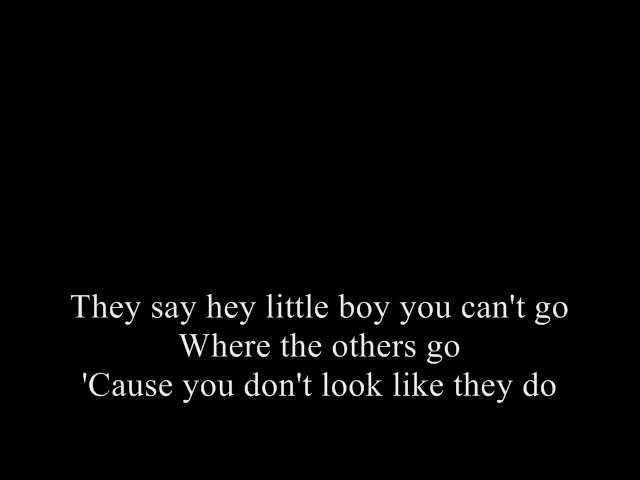 They say hey little boy you can't go
Where the others go
'Cause you don't look like they do